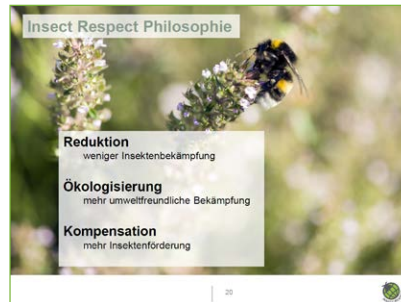 Insect Respect Philosophie
Reduktion
weniger Insektenbekämpfung
Ökologisierung
mehr umweltfreundliche Bekämpfung
Kompensation
mehr Insektenförderung
20